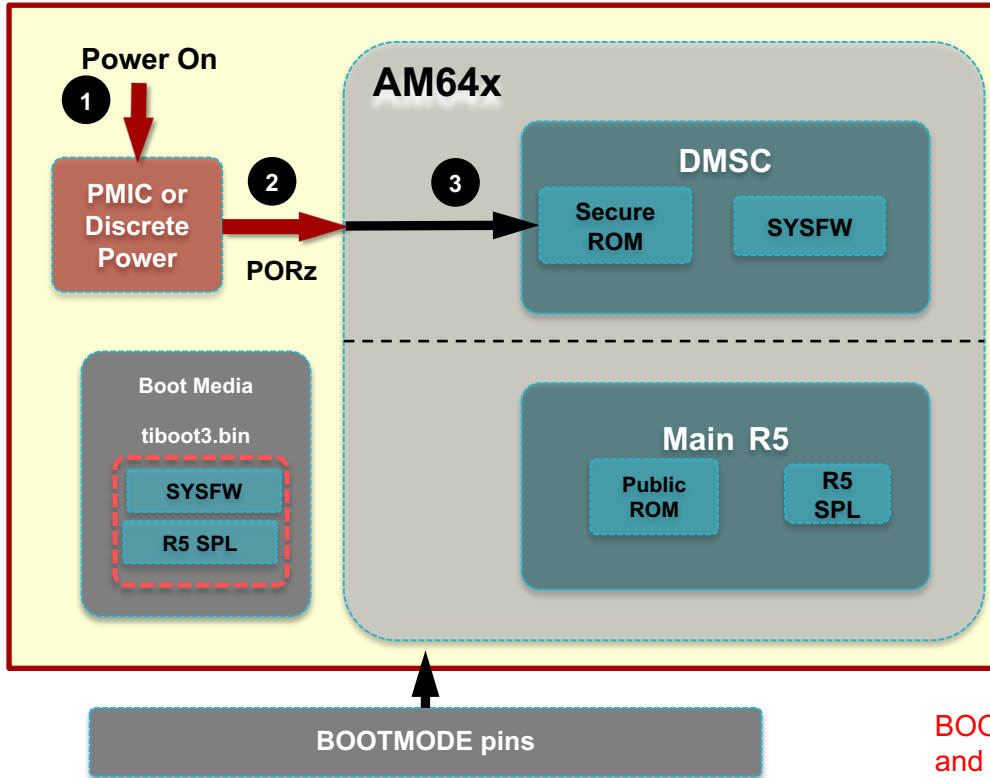 Power On
1
AM64x
PMIC or
Discrete
Power
2
PORz
3
DMSC
Secure
ROM
SYSFW
Boot Media
tiboot3.bin
SYSFW
R5 SPL
Main R5
Public
ROM
R5
SPL
BOOTMODE pins
and